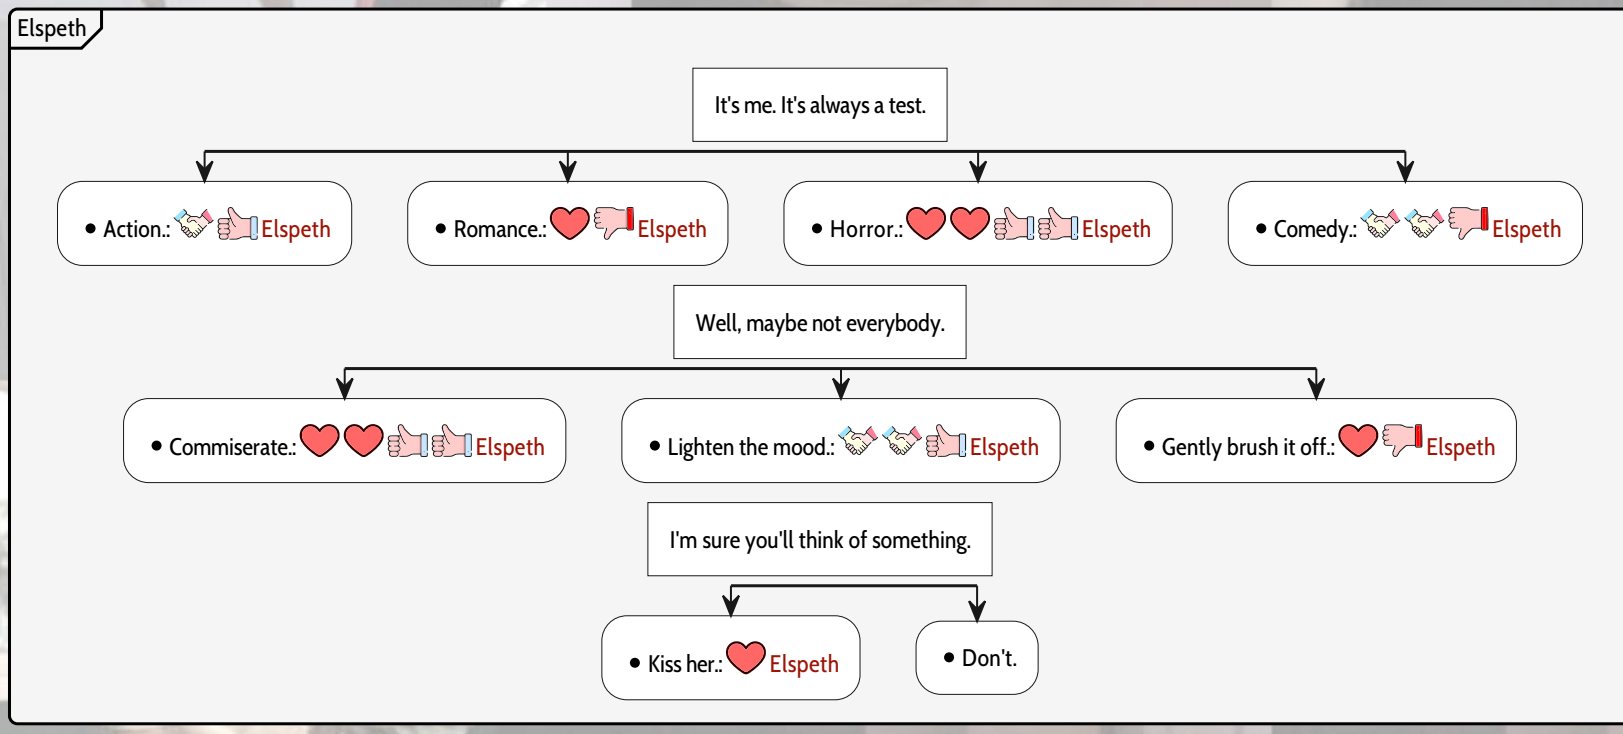 Elspeth
It's me. It's always a test.
• Action.: Elspeth
• Romance.: Elspeth
• Horror.: Elspeth
• Comedy.: Elspeth
Well, maybe not everybody.
• Commiserate.: Elspeth
• Lighten the mood.: Elspeth
• Gently brush it off.: Elspeth
I'm sure you'll think of something.
• Kiss her.: Elspeth
• Don't.